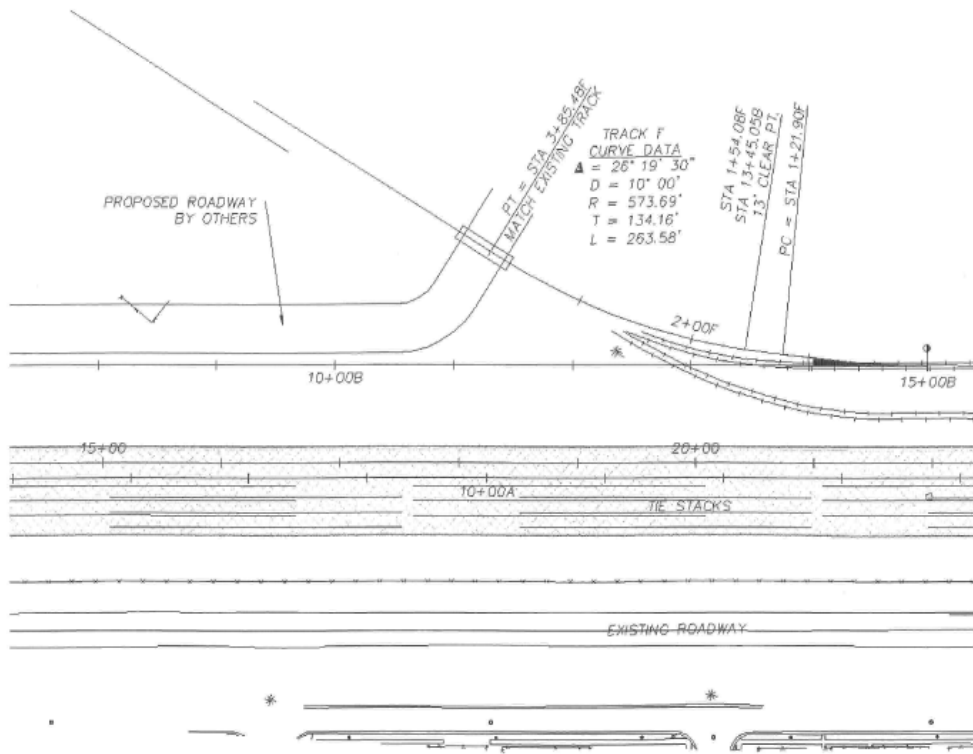 PT = STA 3+85.48F
MATCH EXISTING TRACK
TRACK F
CURVE DATA
Δ = 26° 19' 30"
D = 10° 00'
R = 573.69'
T = 134.16'
L = 263.58'
STA 1+54.08F
STA 13+45.05B
13' CLEAR PT.
PC = STA 1+21.90F
PROPOSED ROADWAY
BY OTHERS
2+00F
10+00B
15+00B
15+00
20+00
10+00A
TIE STACKS
EXISTING ROADWAY